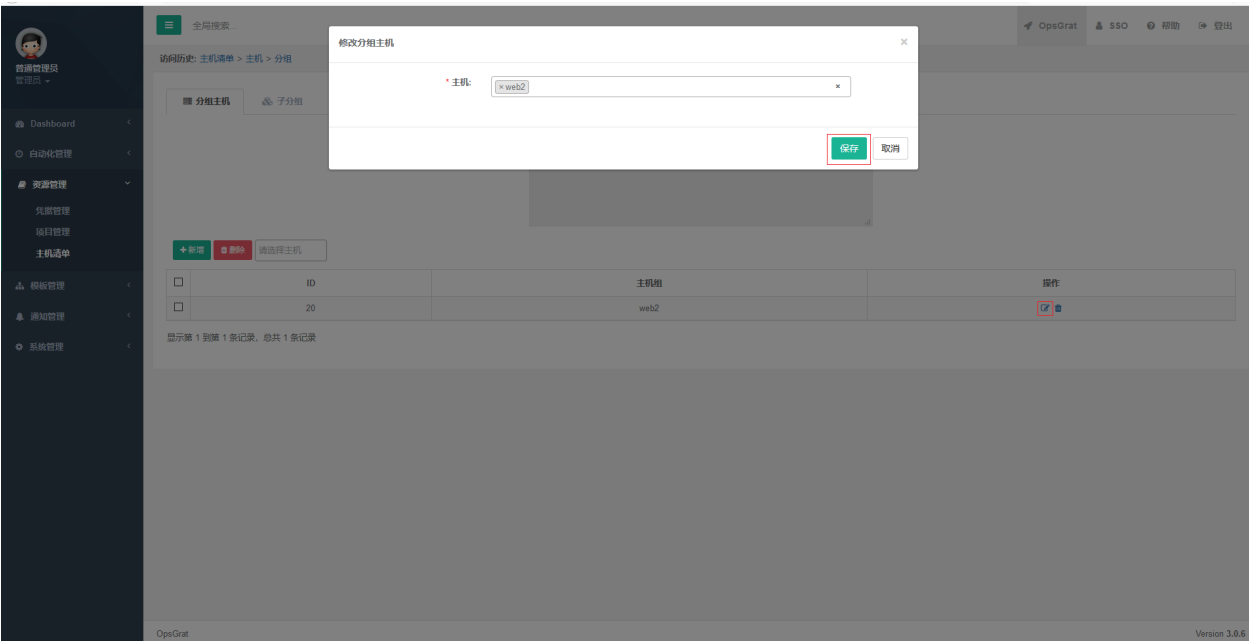 全局搜索...
OpsGrat
SSO
帮助
登出
普通管理员
管理员
访问历史: 主机清单 > 主机 > 分组
修改分组主机
×
* 主机:
× web2
×
保存
取消
分组主机
子分组
Dashboard
自动化管理
资源管理
凭据管理
项目管理
主机清单
模板管理
通知管理
系统管理
新增
删除
请选择主机
ID
主机组
操作
20
web2
显示第 1 到第 1 条记录，总共 1 条记录
OpsGrat
Version 3.0.6